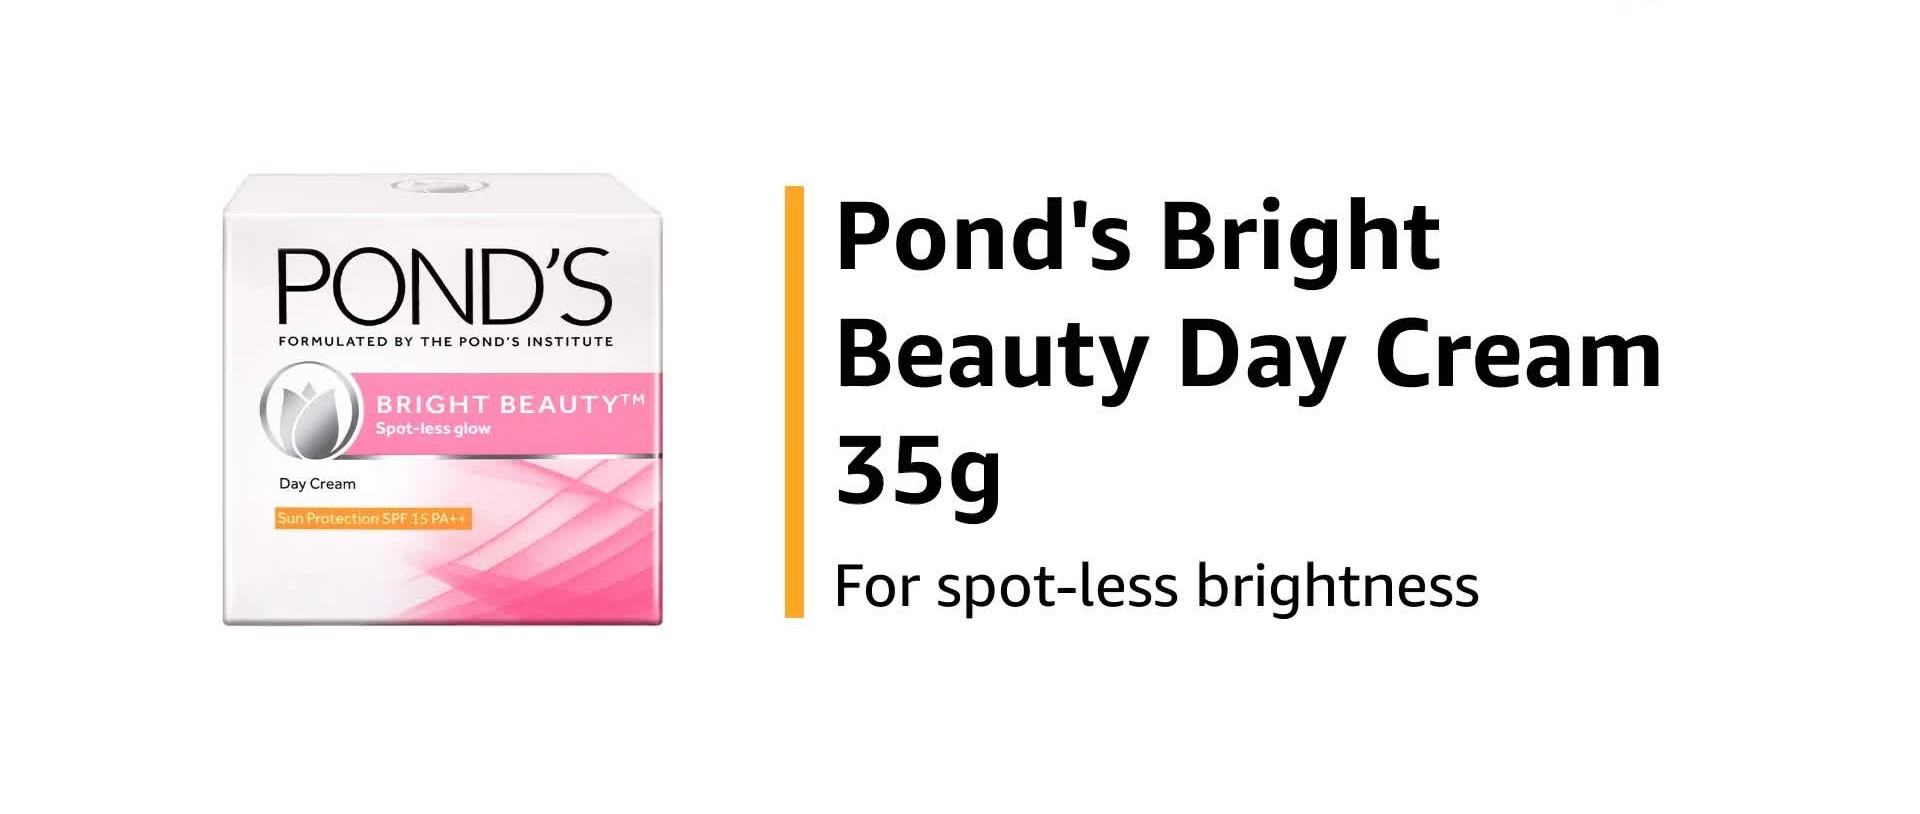 POND'S
FORMULATED BY THE POND'S INSTITUTE
BRIGHT BEAUTY™
Spot-less glow
Day Cream
Sun Protection SPF 15 PA++
Pond's Bright
Beauty Day Cream
35g
For spot-less brightness